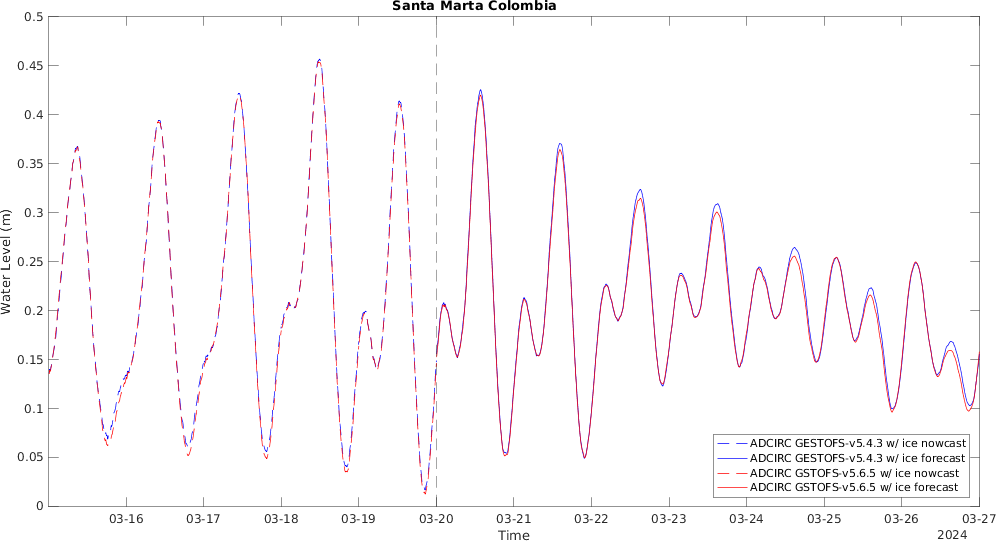 Santa Marta Colombia
0.5
0.45
0.4
0.35
0.3
0.25
0.2
0.15
0.1
0.05
0
Water Level (m)
ADCIRC GESTOFS-v5.4.3 w/ ice nowcast
ADCIRC GESTOFS-v5.4.3 w/ ice forecast
ADCIRC GSTOFS-v5.6.5 w/ ice nowcast
ADCIRC GSTOFS-v5.6.5 w/ ice forecast
03-16 03-17 03-18 03-19 03-20 03-21 03-22 03-23 03-24 03-25 03-26 03-27
Time
2024